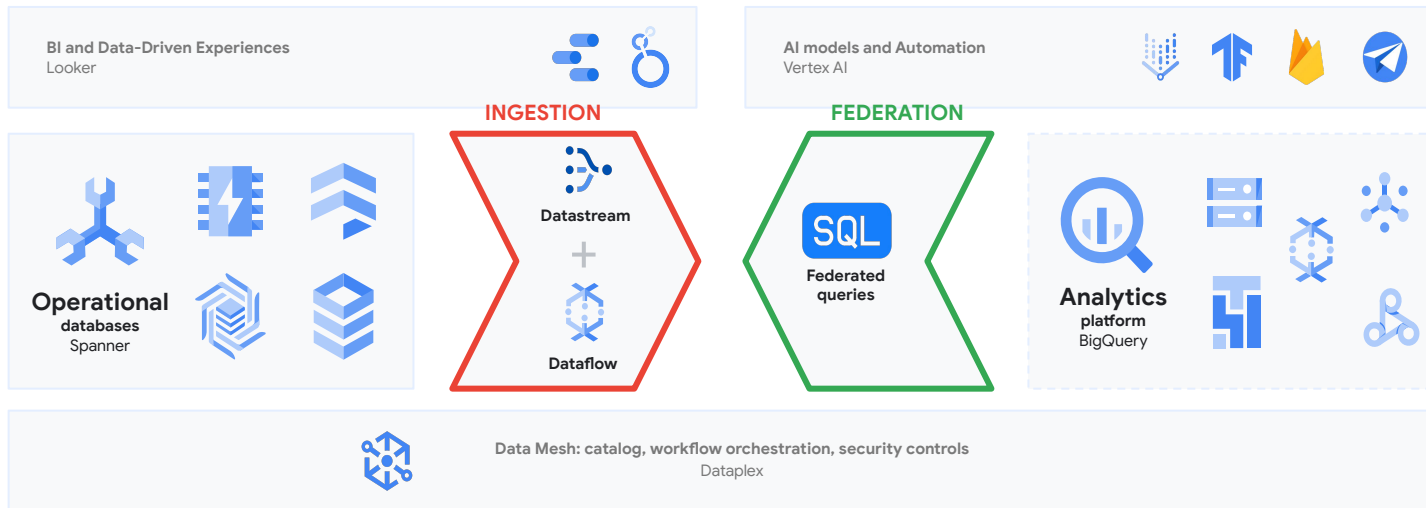 BI and Data-Driven Experiences
Looker
AI models and Automation
Vertex AI
INGESTION
FEDERATION
Datastream
+
Dataflow
SQL
Federated
queries
Operational
databases
Spanner
Analytics
platform
BigQuery
Data Mesh: catalog, workflow orchestration, security controls
Dataplex